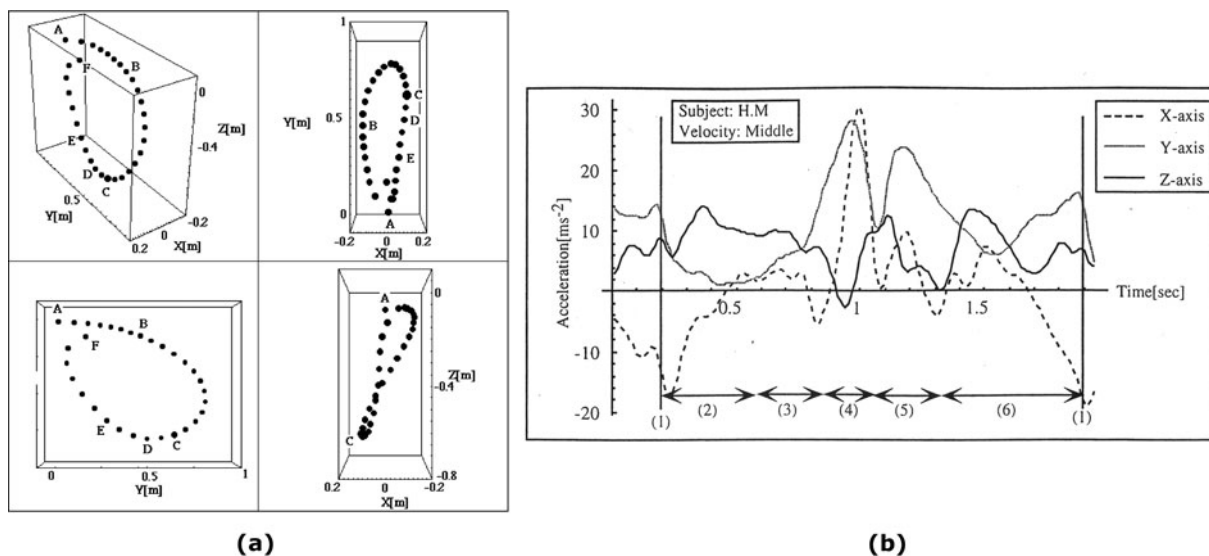 A
B
F
E
D
C
Z[m]
0
-0.4
Y[m]
0.5
0.2
0
-0.2
X[m]
1
Y[m]
0.5
0
C
B
D
E
A
-0.2
0
0.2
X[m]
A
B
F
E
D
C
0
0.5
1
Y[m]
A
0
Z[m]
-0.4
C
-0.8
0.2
0
-0.2
X[m]
(a)
Acceleration[ms-2]
30
20
10
-10
-20
Subject: H.M
Velocity: Middle
X-axis
Y-axis
Z-axis
0.5
1
1.5
Time[sec]
(1)
(2)
(3)
(4)
(5)
(6)
(1)
(b)